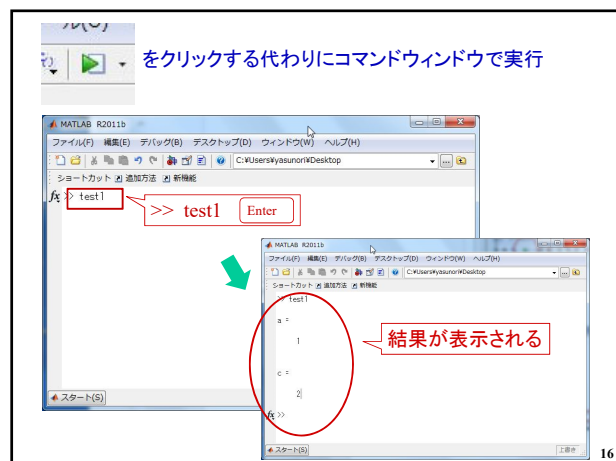 ル(O)
をクリックする代わりにコマンドウィンドウで実行
MATLAB R2011b
ファイル(F) 編集(E) デバッグ(B) デスクトップ(D) ウィンドウ(W) ヘルプ(H)
C:¥Users¥yasunori¥Desktop
ショートカット 追加方法 新機能
fx >> test1
>> test1 Enter
スタート(S)
MATLAB R2011b
ファイル(F) 編集(E) デバッグ(B) デスクトップ(D) ウィンドウ(W) ヘルプ(H)
C:¥Users¥yasunori¥Desktop
ショートカット 追加方法 新機能
>> test1
a =
1
結果が表示される
c =
2
fx >>
スタート(S)
上書き
16